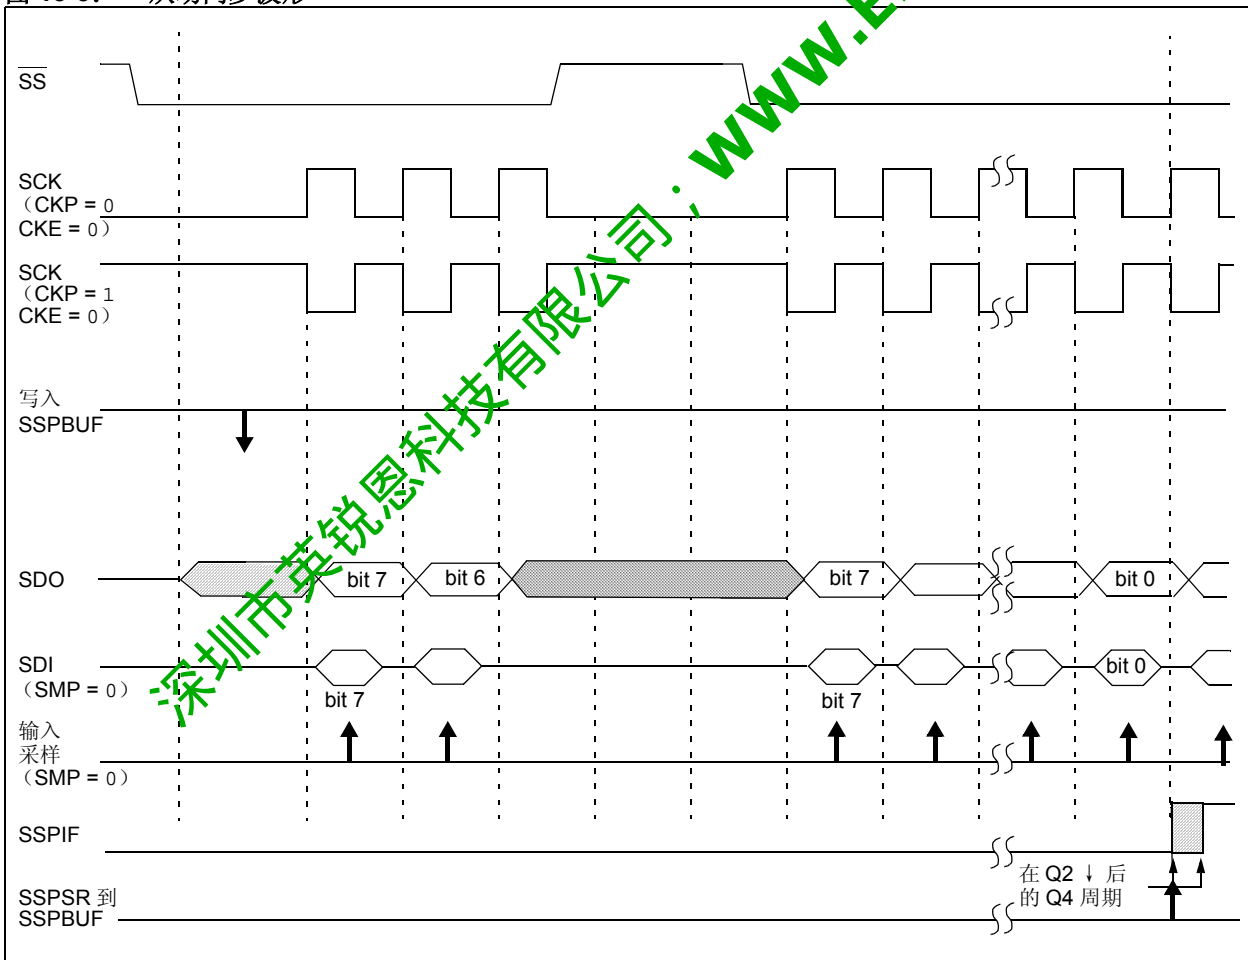 SS
SCK
（CKP = 0
CKE = 0）
SCK
（CKP = 1
CKE = 0）
写入
SSPBUF
SDO
bit 7
bit 6
bit 7
bit 0
SDI
（SMP = 0）
bit 7
bit 7
bit 0
输入
采样
（SMP = 0）
SSPIF
在 Q2 ↓ 后
的 Q4 周期
SSPSR 到
SSPBUF
深圳市英锐恩科技有限公司；www.E